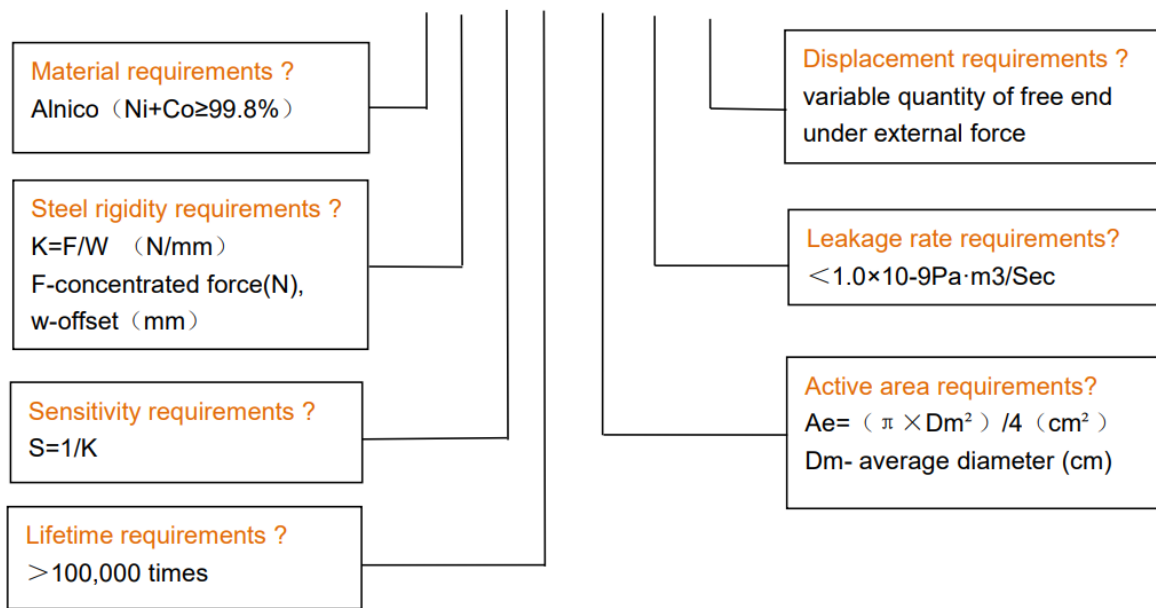 Material requirements ?
Alnico（Ni+Co≥99.8%）
Steel rigidity requirements ?
K=F/W （N/mm）
F-concentrated force(N),
w-offset（mm）
Sensitivity requirements ?
S=1/K
Lifetime requirements ?
＞100,000 times
Displacement requirements ?
variable quantity of free end
under external force
Leakage rate requirements?
＜1.0×10-9Pa·m3/Sec
Active area requirements?
Ae=（π×Dm²）/4（cm²）
Dm- average diameter (cm)